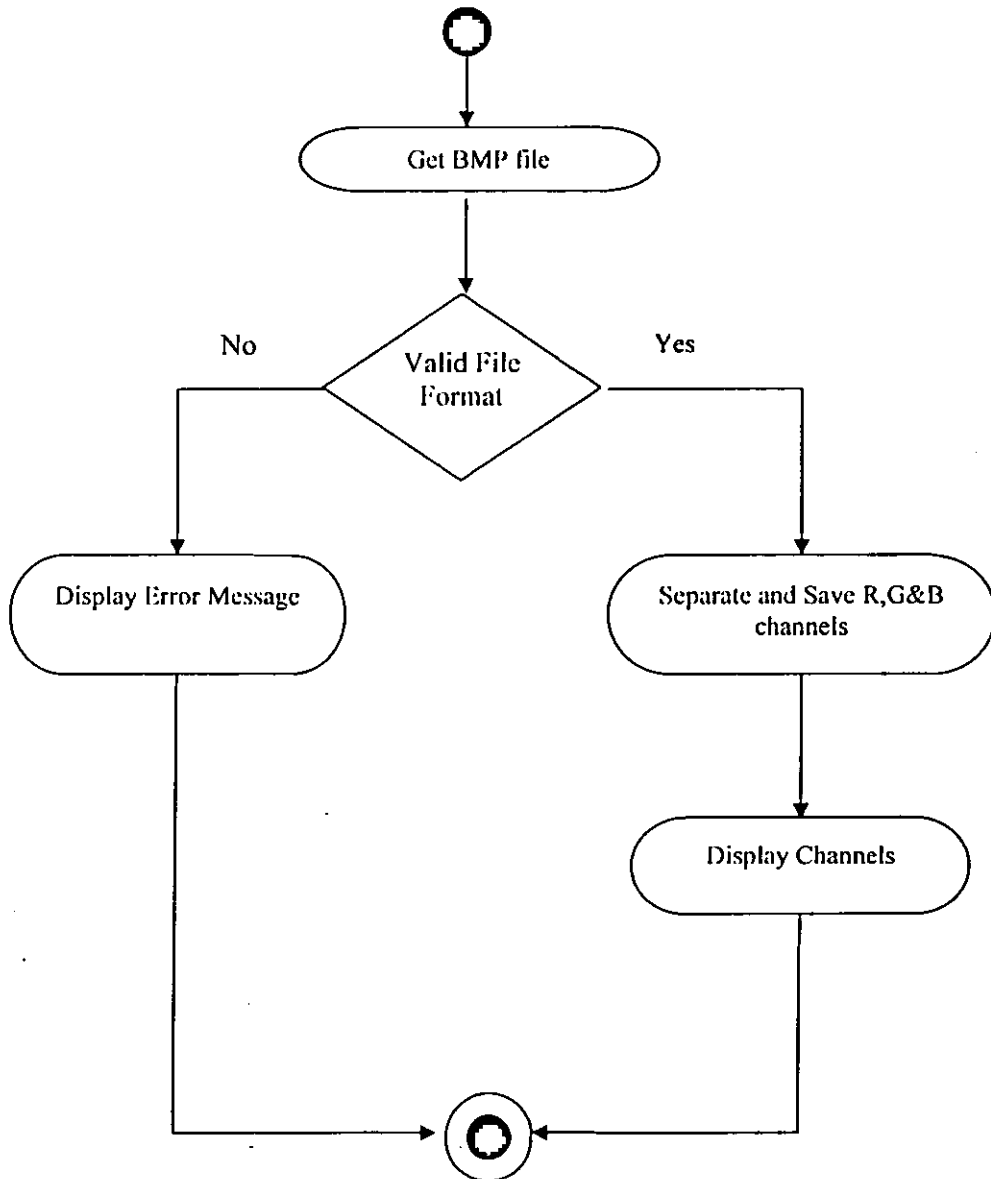 Get BMP file
No
Yes
Valid File
Format
Display Error Message
Separate and Save R,G&B
channels
Display Channels